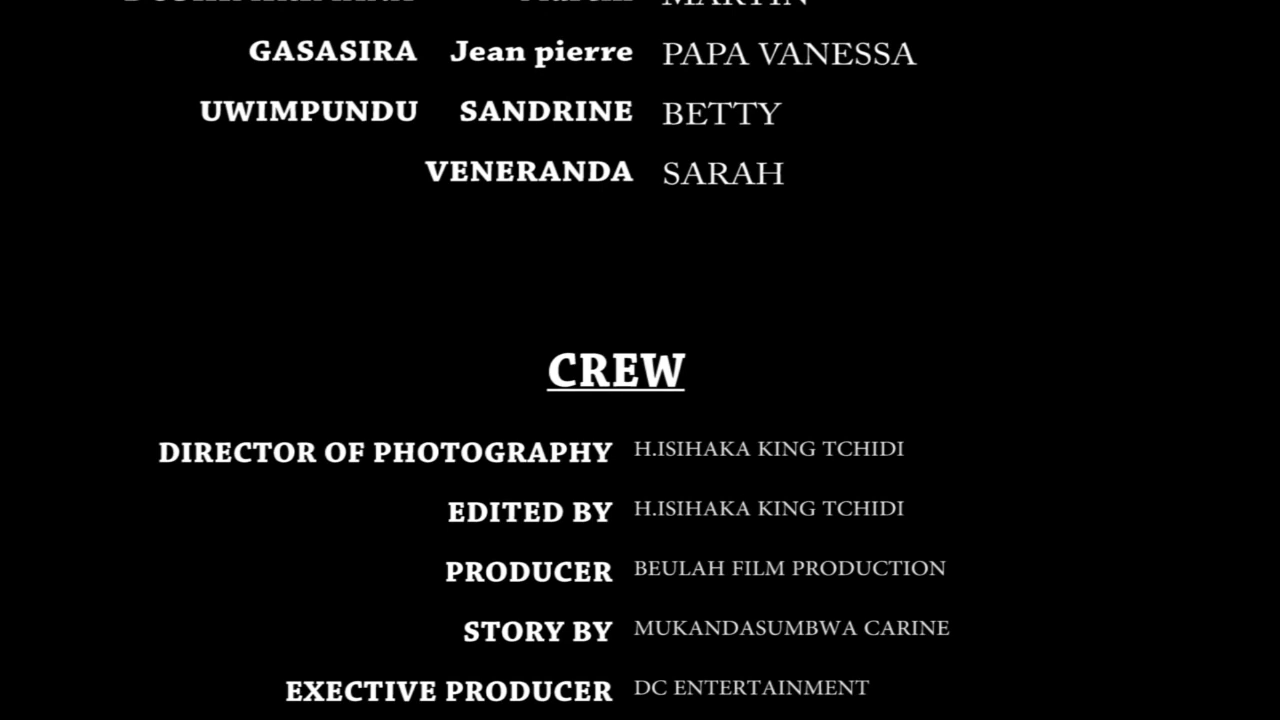 MARTIN
GASASIRA Jean pierre PAPA VANESSA
UWIMPUNDU SANDRINE BETTY
VENERANDA SARAH
CREW
DIRECTOR OF PHOTOGRAPHY H.ISIHAKA KING TCHIDI
EDITED BY H.ISIHAKA KING TCHIDI
PRODUCER BEULAH FILM PRODUCTION
STORY BY MUKANDASUMBWA CARINE
EXECTIVE PRODUCER DC ENTERTAINMENT